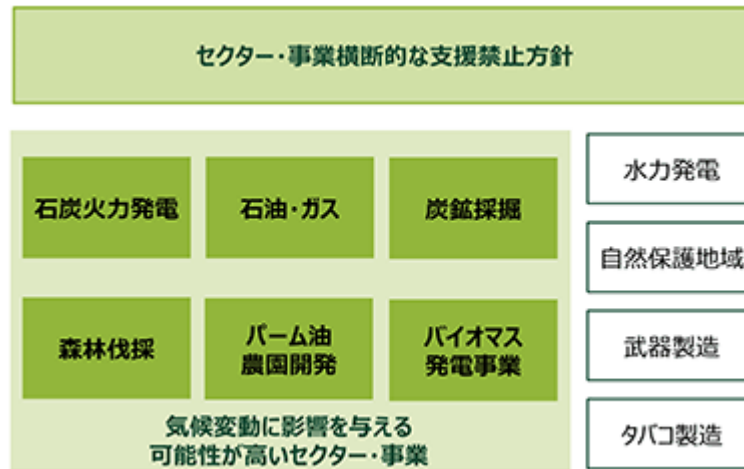 セクター・事業横断的な支援禁止方針
石炭火力発電
石油・ガス
炭鉱採掘
森林伐採
パーム油
農園開発
バイオマス
発電事業
気候変動に影響を与える
可能性が高いセクター・事業
水力発電
自然保護地域
武器製造
タバコ製造